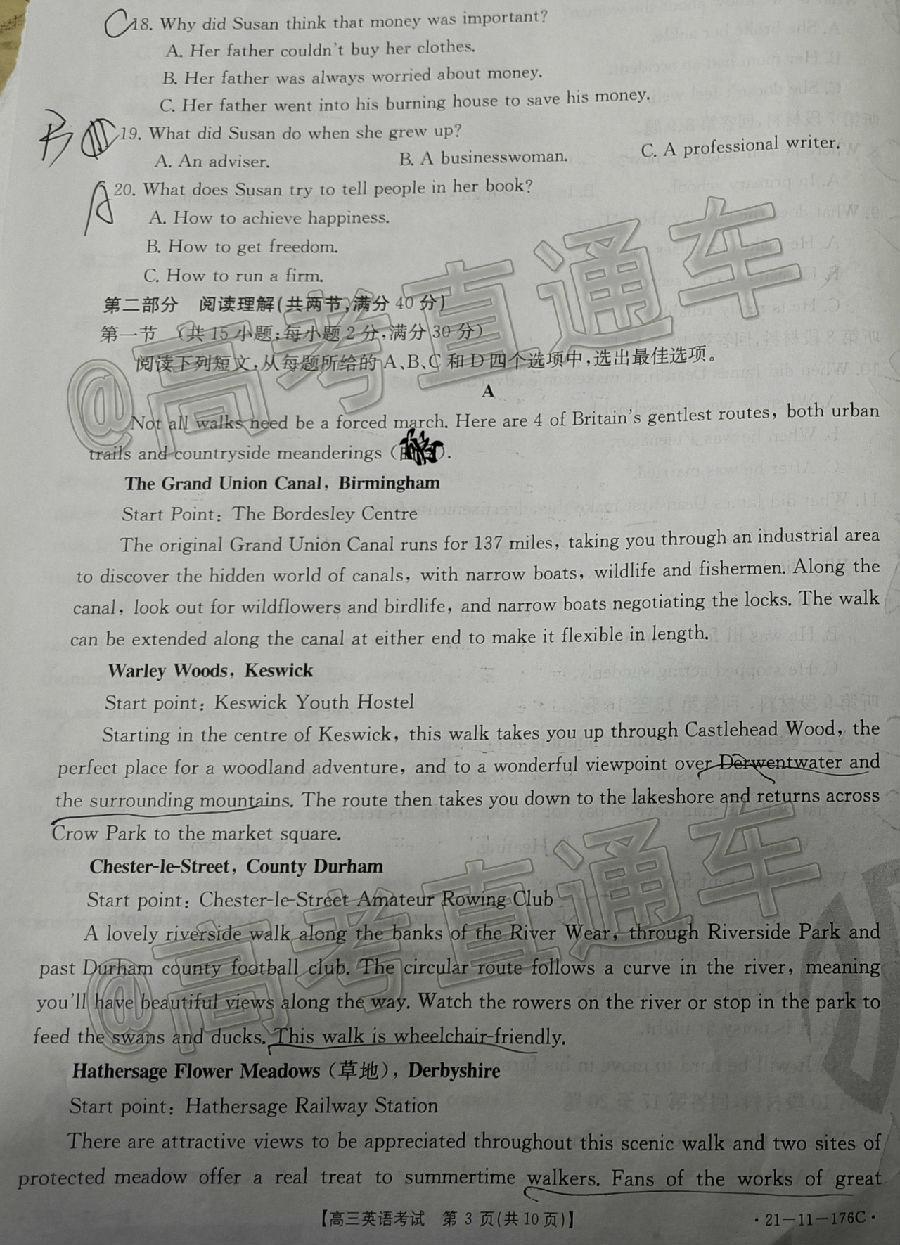 C 18. Why did Susan think that money was important?
A. Her father couldn't buy her clothes.
B. Her father was always worried about money.
C. Her father went into his burning house to save his money.
B 19. What did Susan do when she grew up?
A. An adviser. B. A businesswoman. C. A professional writer.
A 20. What does Susan try to tell people in her book?
A. How to achieve happiness.
B. How to get freedom.
C. How to run a firm.
第二部分 阅读理解(共两节,满分 40 分)
第一节 (共 15 小题;每小题 2 分,满分 30 分)
阅读下列短文,从每题所给的 A、B、C 和 D 四个选项中,选出最佳选项。
A
Not all walks need be a forced march. Here are 4 of Britain's gentlest routes, both urban
trails and countryside meanderings ( ).
The Grand Union Canal, Birmingham
Start Point: The Bordesley Centre
The original Grand Union Canal runs for 137 miles, taking you through an industrial area
to discover the hidden world of canals, with narrow boats, wildlife and fishermen. Along the
canal, look out for wildflowers and birdlife, and narrow boats negotiating the locks. The walk
can be extended along the canal at either end to make it flexible in length.
Warley Woods, Keswick
Start point: Keswick Youth Hostel
Starting in the centre of Keswick, this walk takes you up through Castlehead Wood, the
perfect place for a woodland adventure, and to a wonderful viewpoint over Derwentwater and
the surrounding mountains. The route then takes you down to the lakeshore and returns across
Crow Park to the market square.
Chester-le-Street, County Durham
Start point: Chester-le-Street Amateur Rowing Club
A lovely riverside walk along the banks of the River Wear, through Riverside Park and
past Durham county football club. The circular route follows a curve in the river, meaning
you'll have beautiful views along the way. Watch the rowers on the river or stop in the park to
feed the swans and ducks. This walk is wheelchair-friendly.
Hathersage Flower Meadows (草地), Derbyshire
Start point: Hathersage Railway Station
There are attractive views to be appreciated throughout this scenic walk and two sites of
protected meadow offer a real treat to summertime walkers. Fans of the works of great
【高三英语考试 第 3 页(共 10 页)】 ·21-11-176C·
@高考直通车
@高考直通车